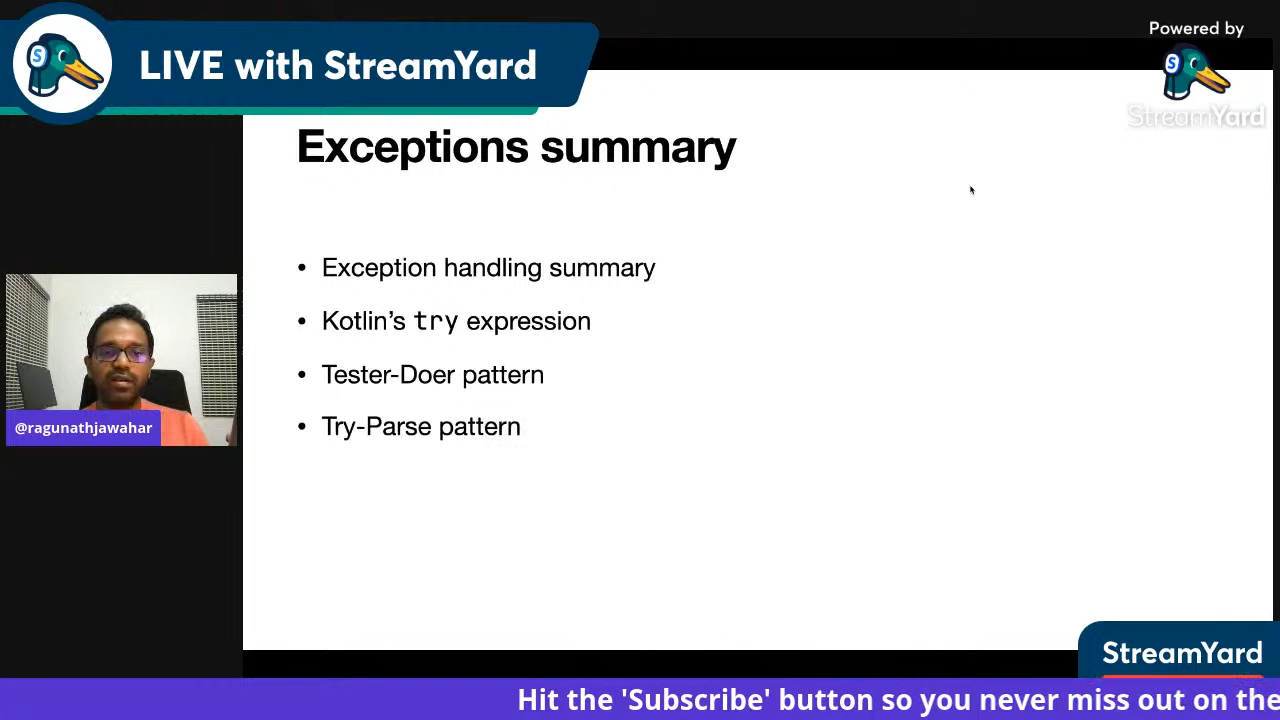 LIVE with StreamYard
Powered by
StreamYard
Exceptions summary
• Exception handling summary
• Kotlin’s try expression
• Tester-Doer pattern
• Try-Parse pattern
@ragunathjawahar
StreamYard
Hit the 'Subscribe' button so you never miss out on the